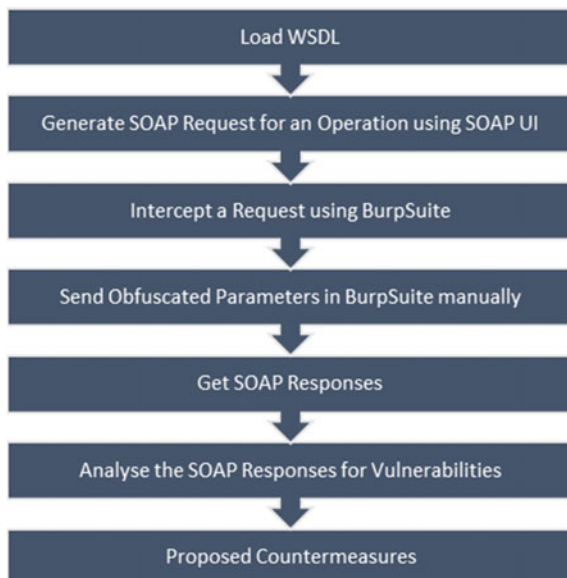 Load WSDL
Generate SOAP Request for an Operation using SOAP UI
Intercept a Request using BurpSuite
Send Obfuscated Parameters in BurpSuite manually
Get SOAP Responses
Analyse the SOAP Responses for Vulnerabilities
Proposed Countermeasures